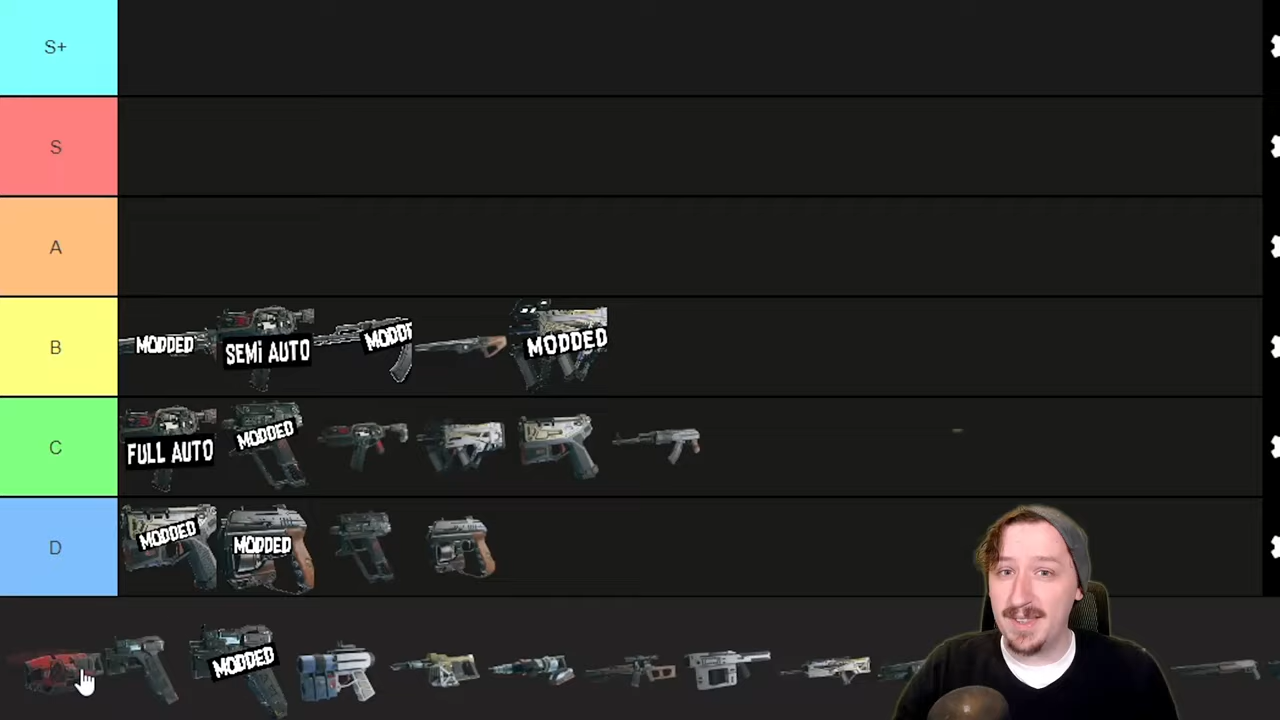 S+
S
A
B
MODDED
SEMi AUTO
MODDE
MODDED
C
FULL AUTO
MODDED
D
MODDED
MODDED
MODDED